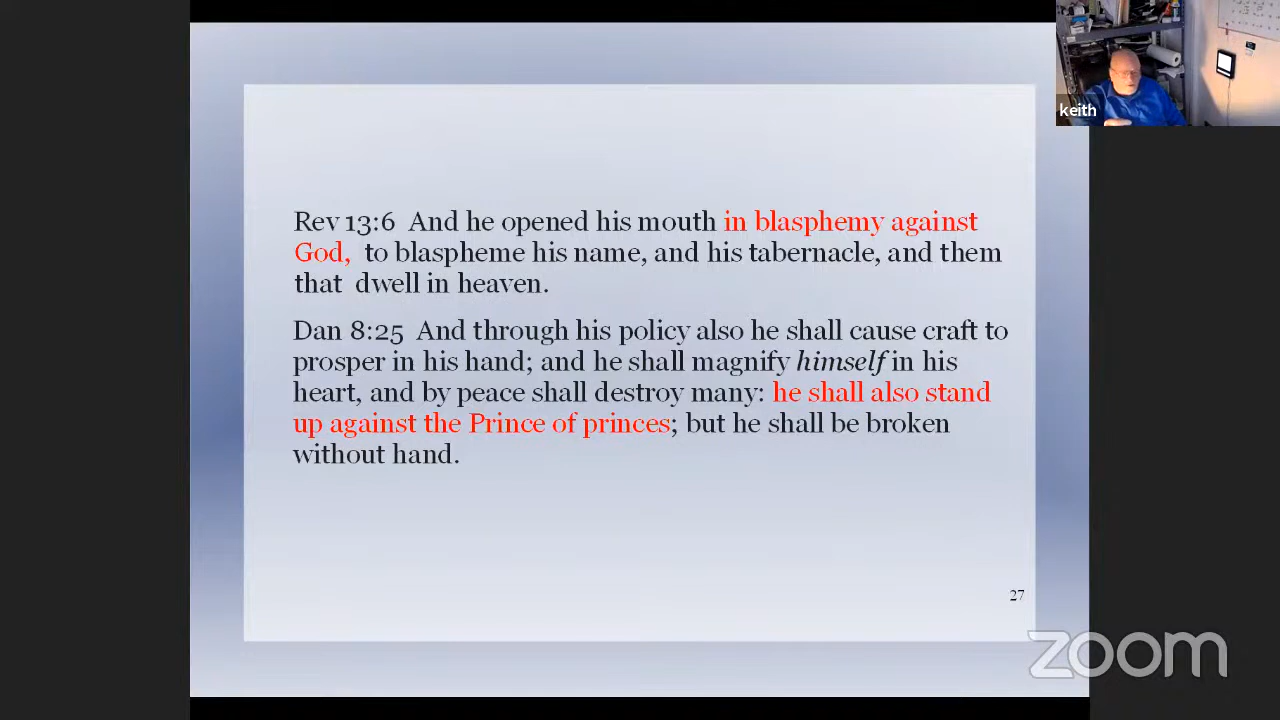 keith
Rev 13:6 And he opened his mouth in blasphemy against
God, to blaspheme his name, and his tabernacle, and them
that dwell in heaven.
Dan 8:25 And through his policy also he shall cause craft to
prosper in his hand; and he shall magnify himself in his
heart, and by peace shall destroy many: he shall also stand
up against the Prince of princes; but he shall be broken
without hand.
27
zoom